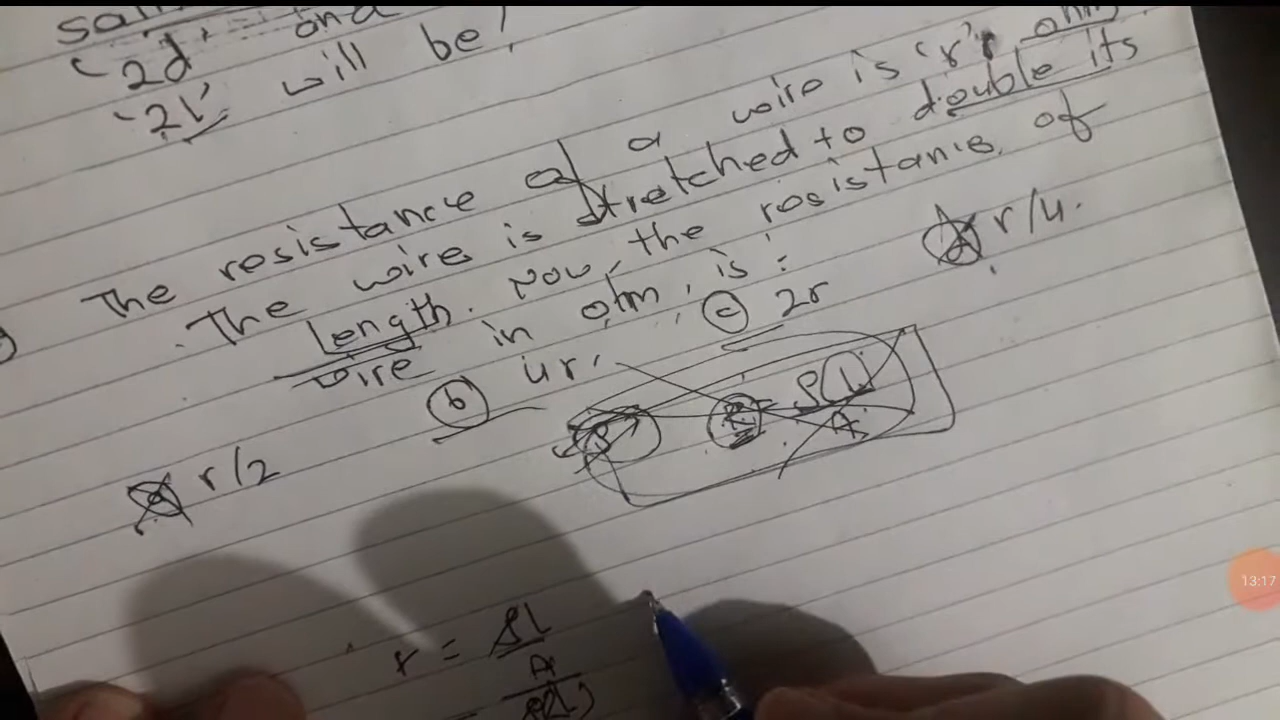 '2d' and
'2l' will be!
The resistance of a wire is 'r' ohm
The wire is stretched to double its
Length. Now, the resistance of
wire in ohm, is:
a r/2
b 4r.
c 2r
r/4.
R = ρ(L)
A
r = ρl
A
13:17